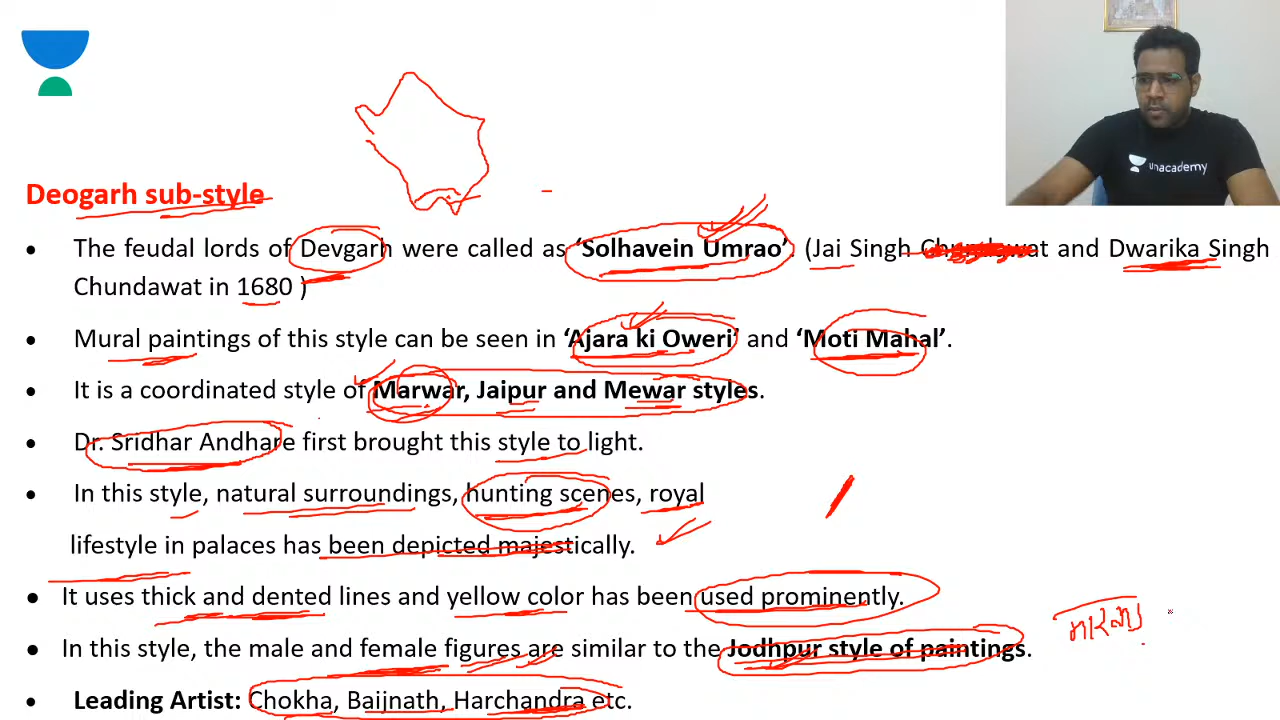 unacademy
Deogarh sub-style
• The feudal lords of Devgarh were called as ‘Solhavein Umrao’. (Jai Singh Chundawat and Dwarika Singh
Chundawat in 1680 )
• Mural paintings of this style can be seen in ‘Ajara ki Oweri’ and ‘Moti Mahal’.
• It is a coordinated style of Marwar, Jaipur and Mewar styles.
• Dr. Sridhar Andhare first brought this style to light.
• In this style, natural surroundings, hunting scenes, royal
lifestyle in palaces has been depicted majestically.
• It uses thick and dented lines and yellow color has been used prominently.
• In this style, the male and female figures are similar to the Jodhpur style of paintings.
• Leading Artist: Chokha, Baijnath, Harchandra etc.